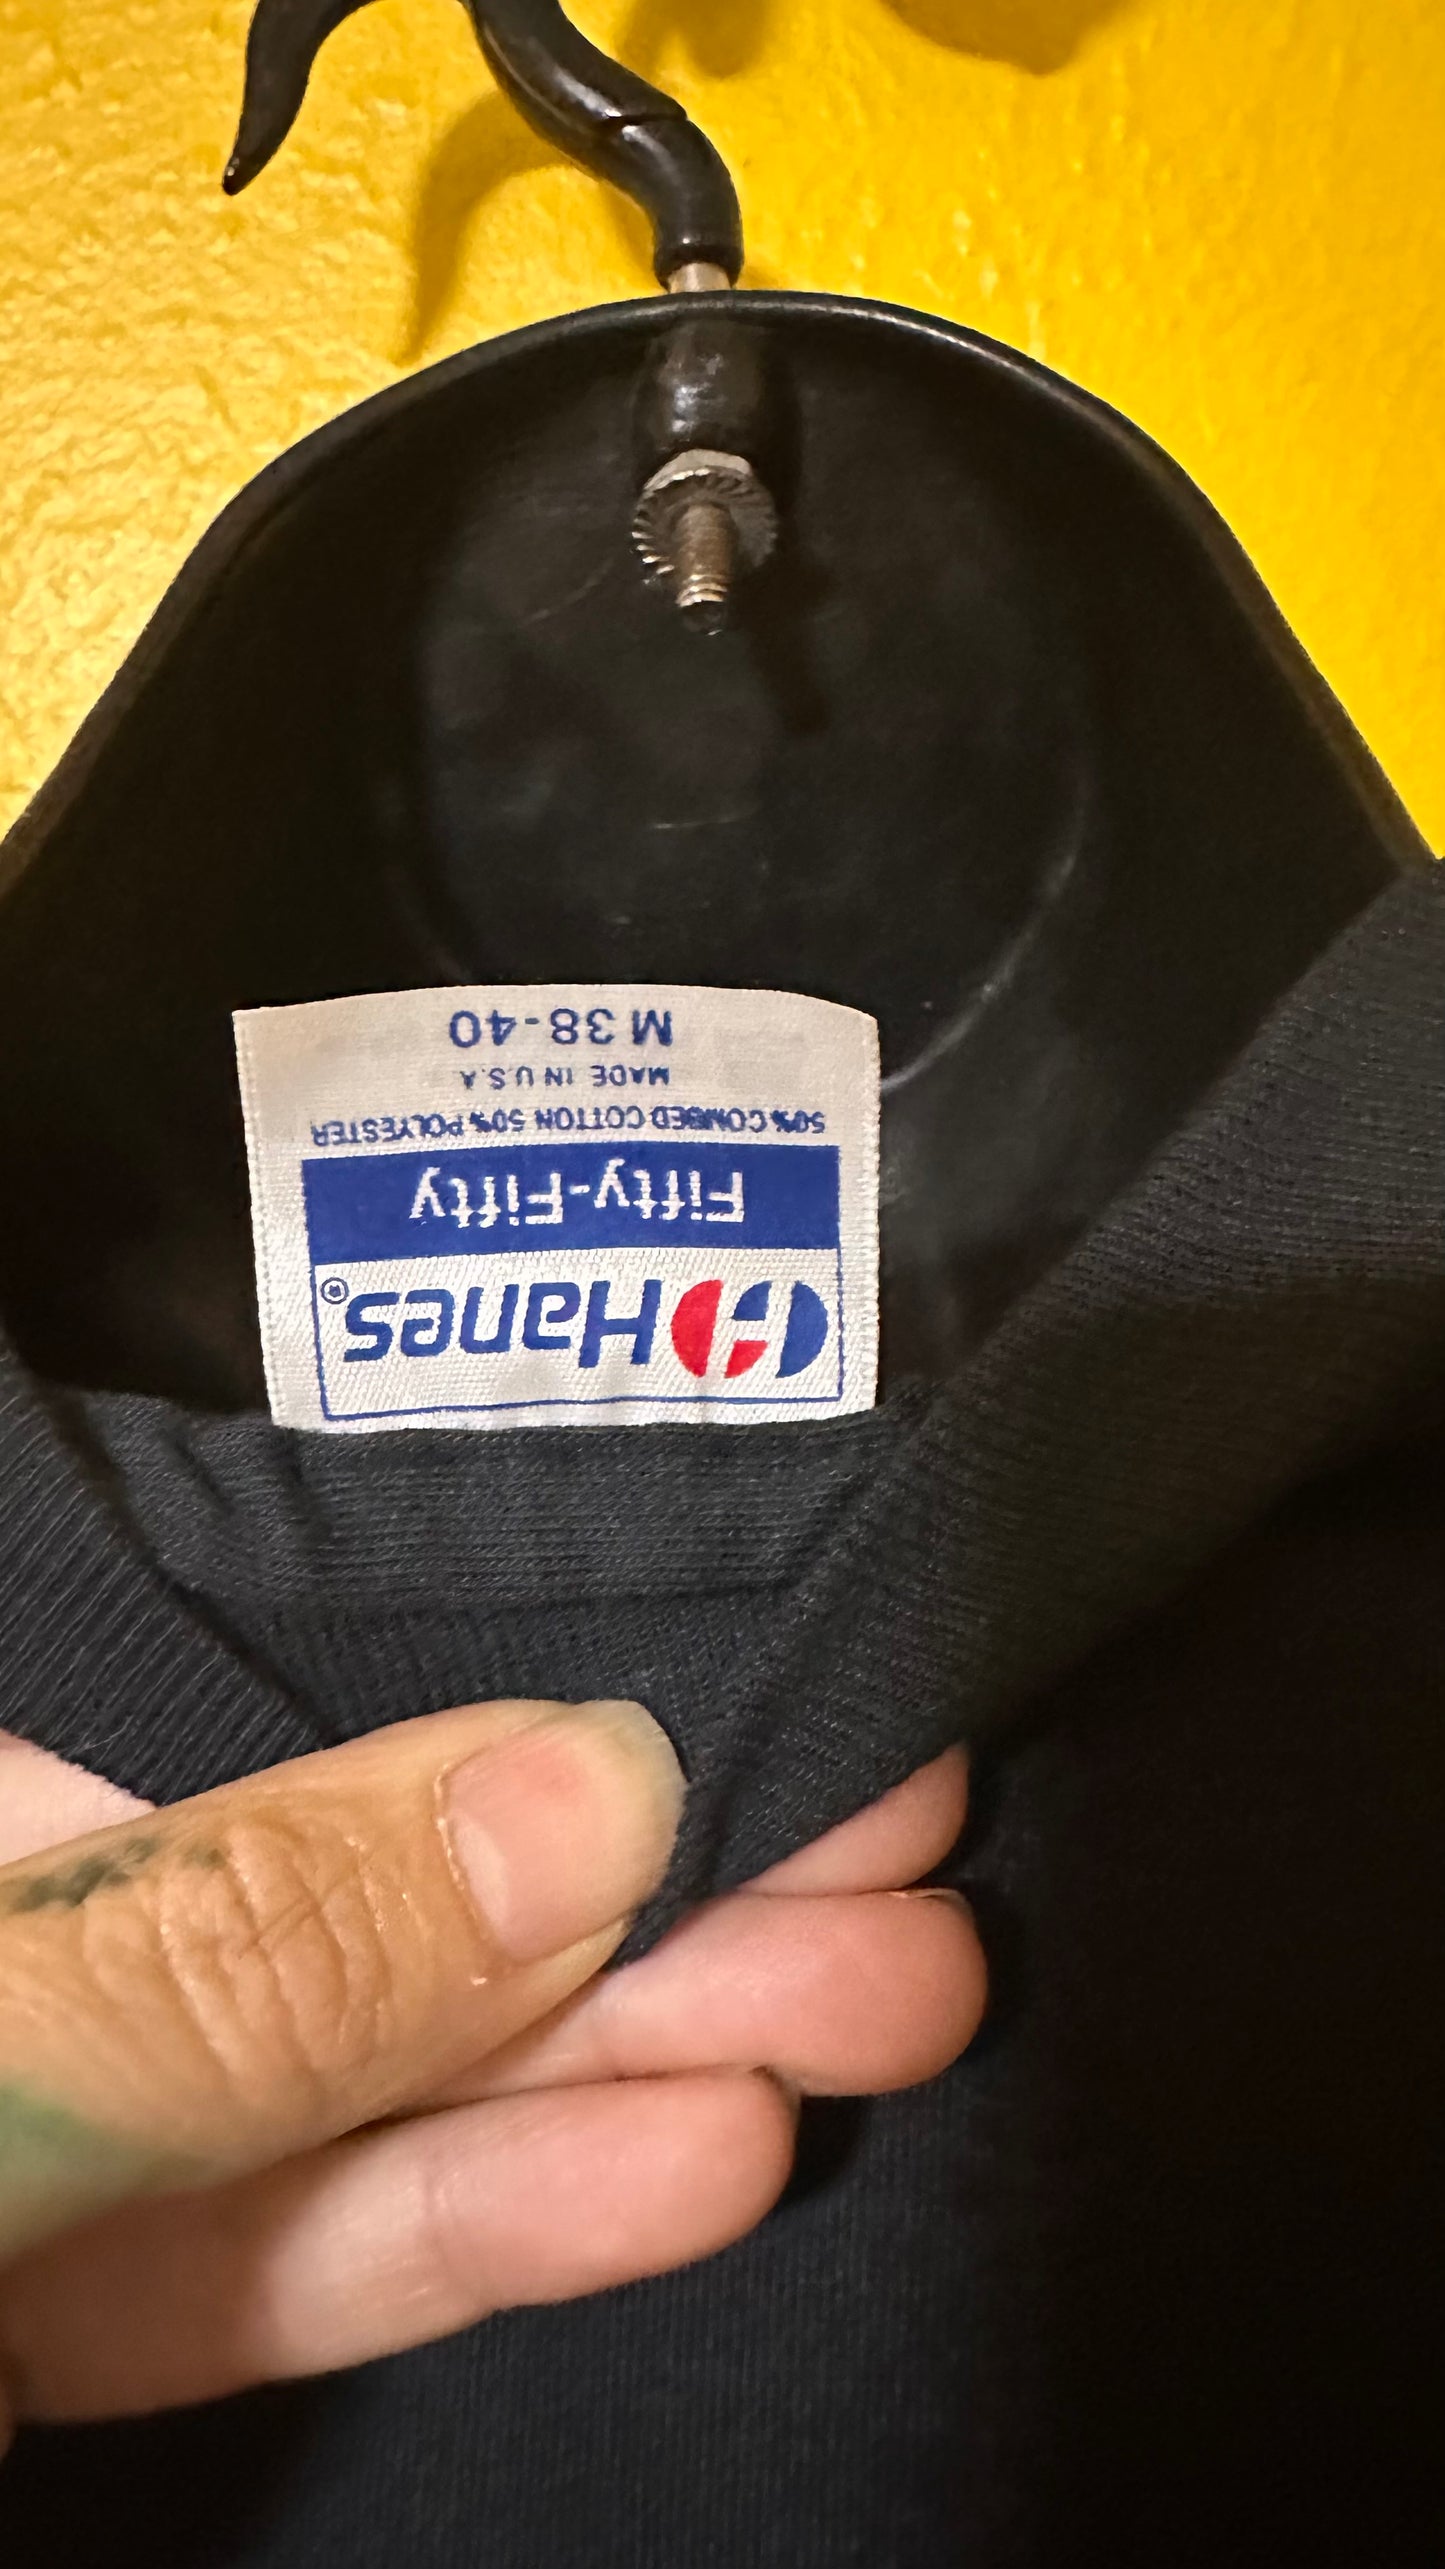 Hanes®
Fifty-Fifty
50% COMBED COTTON 50% POLYESTER
MADE IN U.S.A.
M 38-40